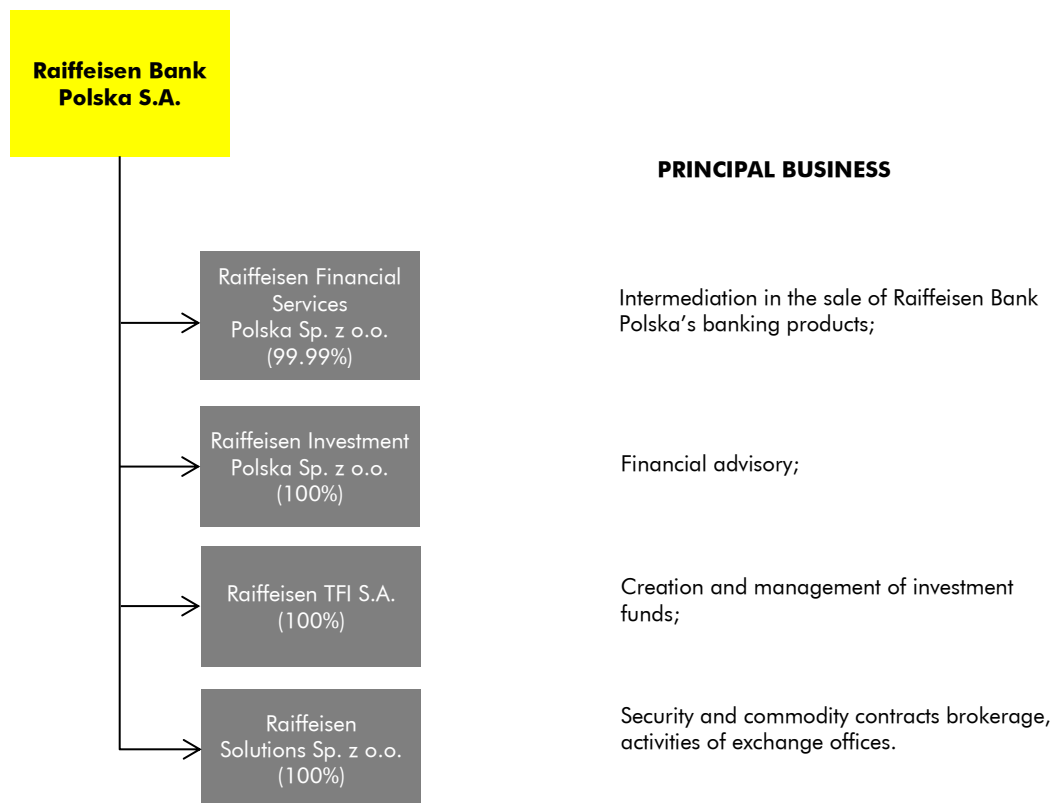 Raiffeisen Bank
Polska S.A.
PRINCIPAL BUSINESS
Raiffeisen Financial
Services
Polska Sp. z o.o.
(99.99%)
Intermediation in the sale of Raiffeisen Bank
Polska’s banking products;
Raiffeisen Investment
Polska Sp. z o.o.
(100%)
Financial advisory;
Raiffeisen TFI S.A.
(100%)
Creation and management of investment
funds;
Raiffeisen
Solutions Sp. z o.o.
(100%)
Security and commodity contracts brokerage,
activities of exchange offices.